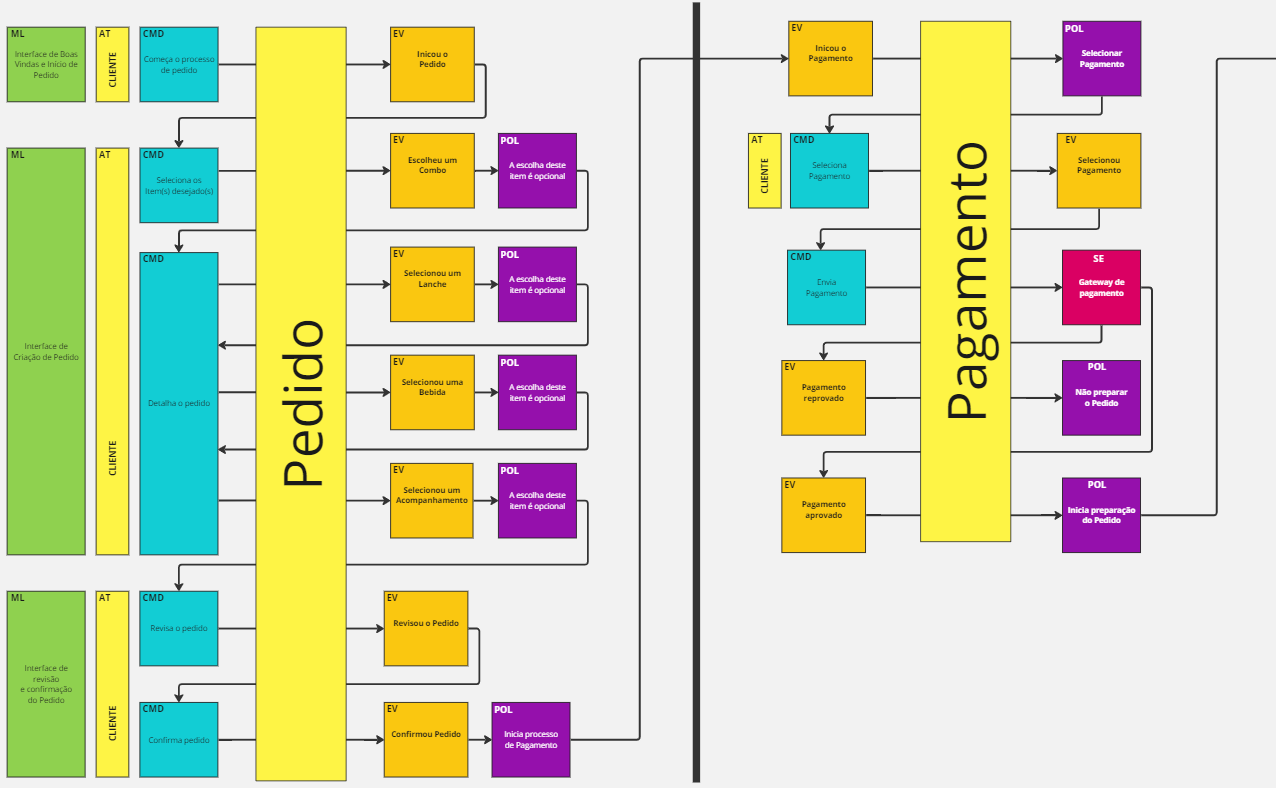 ML
Interface de Boas
Vindas e Início de
Pedido
AT
CLIENTE
CMD
Começa o processo
de pedido
EV
Inicou o
Pedido
ML
Interface de
Criação de Pedido
AT
CLIENTE
CMD
Seleciona os
Item(s) desejado(s)
EV
Escolheu um
Combo
POL
A escolha deste
item é opcional
CMD
Detalha o pedido
EV
Selecionou um
Lanche
POL
A escolha deste
item é opcional
EV
Selecionou uma
Bebida
POL
A escolha deste
item é opcional
EV
Selecionou um
Acompanhamento
POL
A escolha deste
item é opcional
Pedido
ML
Interface de
revisão
e confirmação
do Pedido
AT
CLIENTE
CMD
Revisa o pedido
EV
Revisou o Pedido
CMD
Confirma pedido
EV
Confirmou Pedido
POL
Inicia processo
de Pagamento
EV
Inicou o
Pagamento
POL
Selecionar
Pagamento
AT
CLIENTE
CMD
Seleciona
Pagamento
EV
Selecionou
Pagamento
Pagamento
CMD
Envia
Pagamento
SE
Gateway de
pagamento
EV
Pagamento
reprovado
POL
Não preparar
o Pedido
EV
Pagamento
aprovado
POL
Inicia preparação
do Pedido